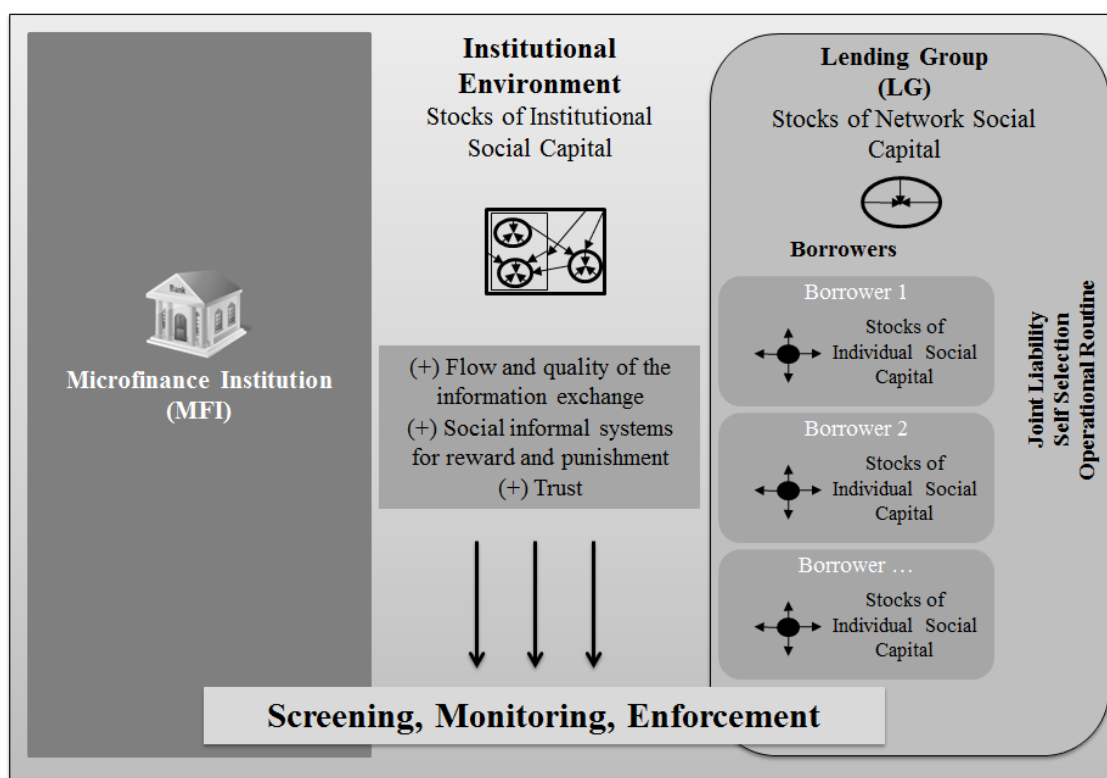 Bank
Microfinance Institution
(MFI)
Institutional
Environment
Stocks of Institutional
Social Capital
(+) Flow and quality of the
information exchange
(+) Social informal systems
for reward and punishment
(+) Trust
Lending Group
(LG)
Stocks of Network Social
Capital
Borrowers
Borrower 1
Stocks of
Individual Social
Capital
Borrower 2
Stocks of
Individual Social
Capital
Borrower …
Stocks of
Individual Social
Capital
Joint Liability
Self Selection
Operational Routine
Screening, Monitoring, Enforcement